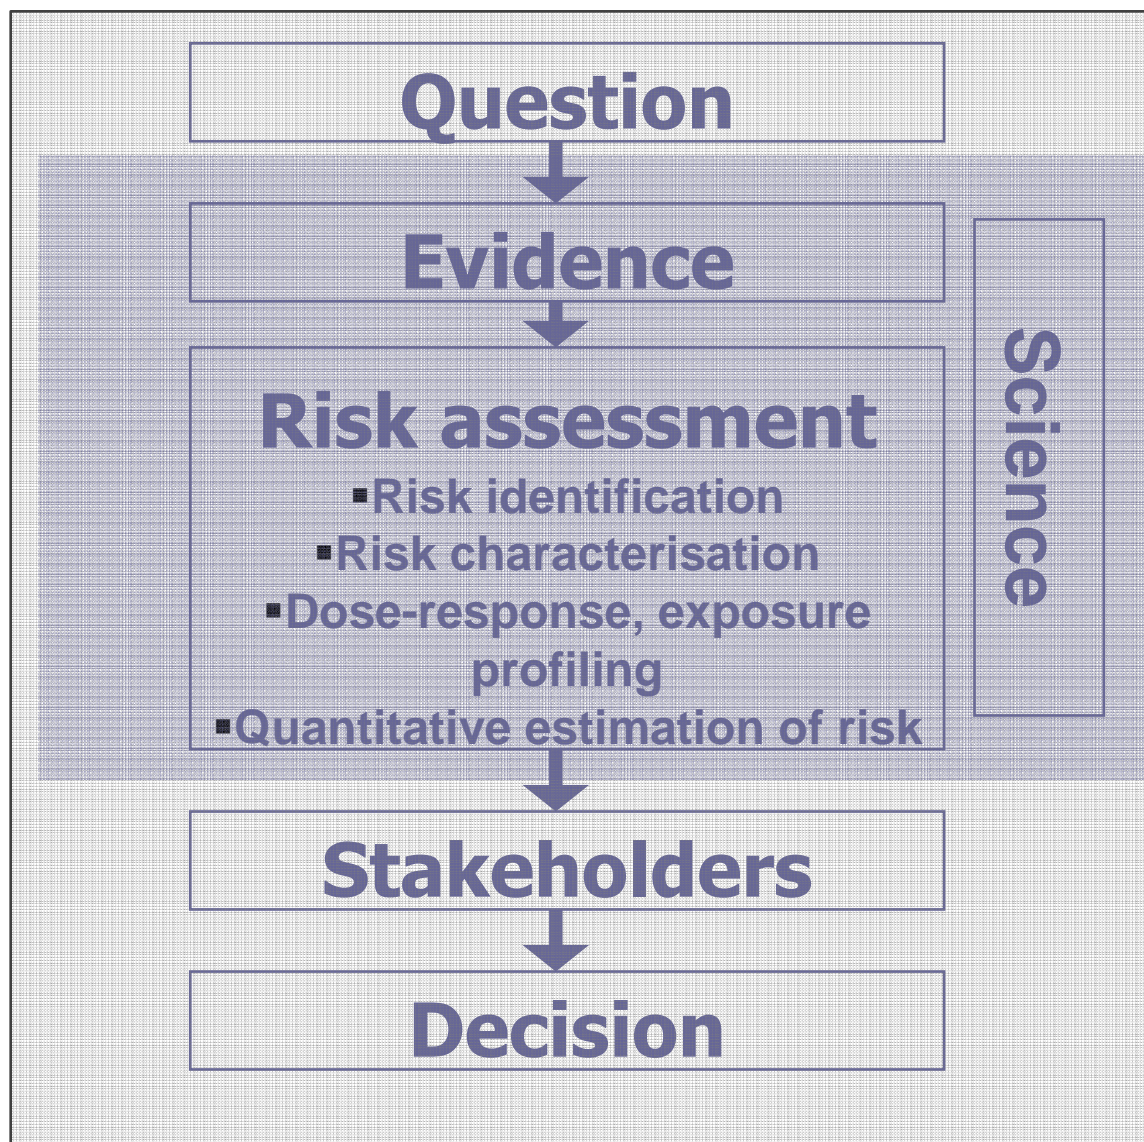 Question
Evidence
Risk assessment
▪Risk identification
▪Risk characterisation
▪Dose-response, exposure
profiling
▪Quantitative estimation of risk
Science
Stakeholders
Decision